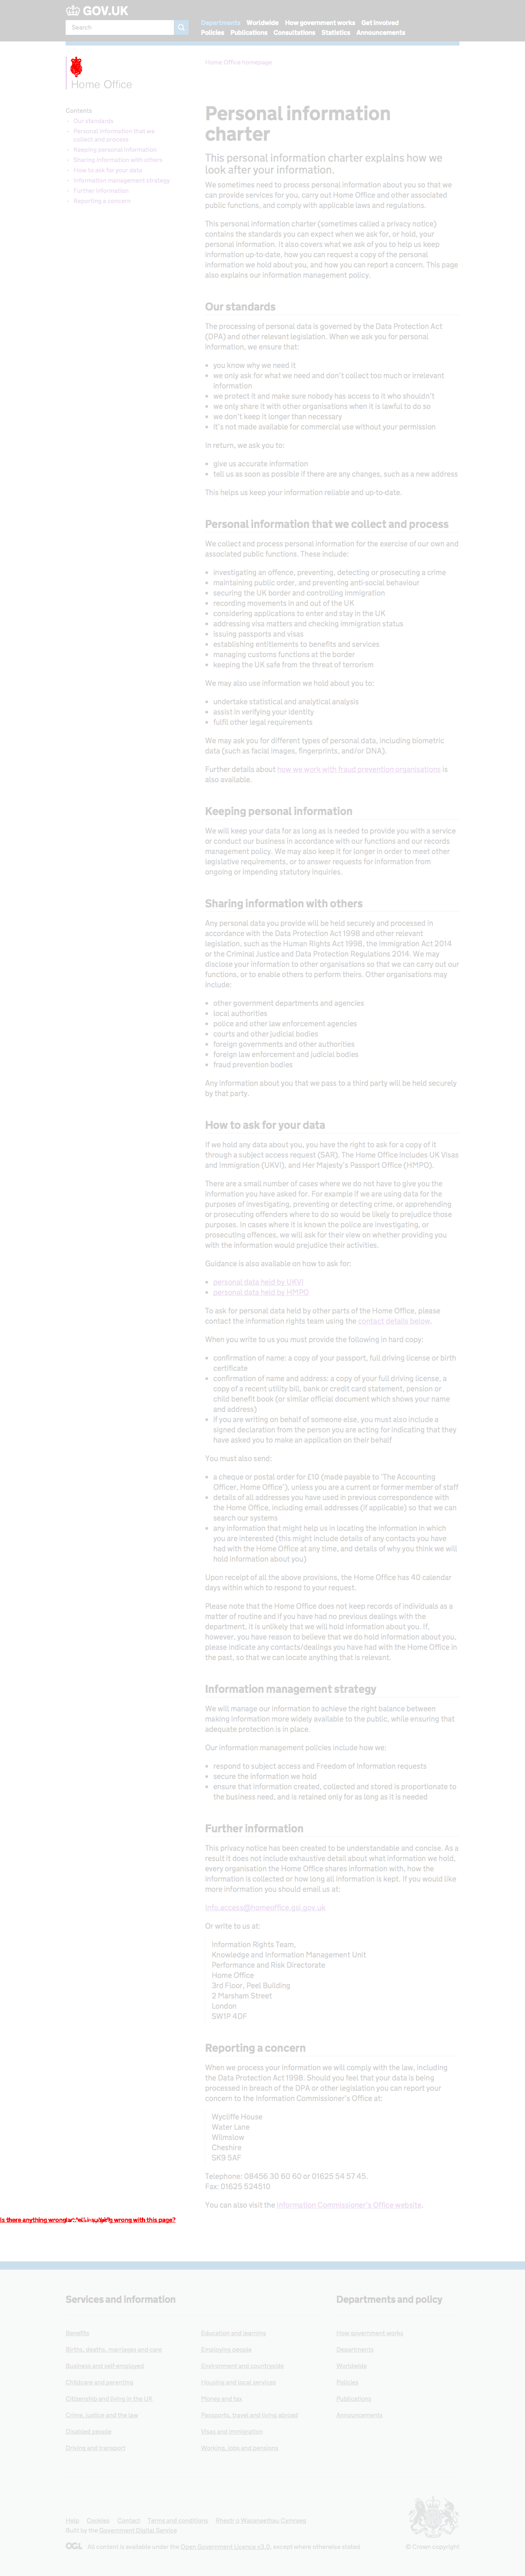 GOV.UK
Search
Departments Worldwide How government works Get involved
Policies Publications Consultations Statistics Announcements
Home Office homepage
Home Office
Contents
Our standards
Personal information that we
collect and process
Keeping personal information
Sharing information with others
How to ask for your data
Information management strategy
Further information
Reporting a concern
Personal information
charter
This personal information charter explains how we
look after your information.
We sometimes need to process personal information about you so that we
can provide services for you, carry out Home Office and other associated
public functions, and comply with applicable laws and regulations.
This personal information charter (sometimes called a privacy notice)
contains the standards you can expect when we ask for, or hold, your
personal information. It also covers what we ask of you to help us keep
information up-to-date, how you can request a copy of the personal
information we hold about you, and how you can report a concern. This page
also explains our information management policy.
Our standards
The processing of personal data is governed by the Data Protection Act
(DPA) and other relevant legislation. When we ask you for personal
information, we ensure that:
you know why we need it
we only ask for what we need and don't collect too much or irrelevant
information
we protect it and make sure nobody has access to it who shouldn't
we only share it with other organisations when it is lawful to do so
we don't keep it longer than necessary
it's not made available for commercial use without your permission
In return, we ask you to:
give us accurate information
tell us as soon as possible if there are any changes, such as a new address
This helps us keep your information reliable and up-to-date.
Personal information that we collect and process
We collect and process personal information for the exercise of our own and
associated public functions. These include:
investigating an offence, preventing, detecting or prosecuting a crime
maintaining public order, and preventing anti-social behaviour
securing the UK border and controlling immigration
recording movements in and out of the UK
considering applications to enter and stay in the UK
addressing visa matters and checking immigration status
issuing passports and visas
establishing entitlements to benefits and services
managing customs functions at the border
keeping the UK safe from the threat of terrorism
We may also use information we hold about you to:
undertake statistical and analytical analysis
assist in verifying your identity
fulfil other legal requirements
We may ask you for different types of personal data, including biometric
data (such as facial images, fingerprints, and/or DNA).
Further details about how we work with fraud prevention organisations is
also available.
Keeping personal information
We will keep your data for as long as is needed to provide you with a service
or conduct our business in accordance with our functions and our records
management policy. We may also keep it for longer in order to meet other
legislative requirements, or to answer requests for information from
ongoing or impending statutory inquiries.
Sharing information with others
Any personal data you provide will be held securely and processed in
accordance with the Data Protection Act 1998 and other relevant
legislation, such as the Human Rights Act 1998, the Immigration Act 2014
or the Criminal Justice and Data Protection Regulations 2014. We may
disclose your information to other organisations so that we can carry out our
functions, or to enable others to perform theirs. Other organisations may
include:
other government departments and agencies
local authorities
police and other law enforcement agencies
courts and other judicial bodies
foreign governments and other authorities
foreign law enforcement and judicial bodies
fraud prevention bodies
Any information about you that we pass to a third party will be held securely
by that party.
How to ask for your data
If we hold any data about you, you have the right to ask for a copy of it
through a subject access request (SAR). The Home Office includes UK Visas
and Immigration (UKVI), and Her Majesty's Passport Office (HMPO).
There are a small number of cases where we do not have to give you the
information you have asked for. For example if we are using data for the
purposes of investigating, preventing or detecting crime, or apprehending
or prosecuting offenders where to do so would be likely to prejudice those
purposes. In cases where it is known the police are investigating, or
prosecuting offences, we will ask for their view on whether providing you
with the information would prejudice their activities.
Guidance is also available on how to ask for:
personal data held by UKVI
personal data held by HMPO
To ask for personal data held by other parts of the Home Office, please
contact the information rights team using the contact details below.
When you write to us you must provide the following in hard copy:
confirmation of name: a copy of your passport, full driving license or birth
certificate
confirmation of name and address: a copy of your full driving license, a
copy of a recent utility bill, bank or credit card statement, pension or
child benefit book (or similar official document which shows your name
and address)
if you are writing on behalf of someone else, you must also include a
signed declaration from the person you are acting for indicating that they
have asked you to make an application on their behalf
You must also send:
a cheque or postal order for £10 (made payable to 'The Accounting
Officer, Home Office'), unless you are a current or former member of staff
details of all addresses you have used in previous correspondence with
the Home Office, including email addresses (if applicable) so that we can
search our systems
any information that might help us in locating the information in which
you are interested (this might include details of any contacts you have
had with the Home Office at any time, and details of why you think we will
hold information about you)
Upon receipt of all the above provisions, the Home Office has 40 calendar
days within which to respond to your request.
Please note that the Home Office does not keep records of individuals as a
matter of routine and if you have had no previous dealings with the
department, it is unlikely that we will hold information about you. If,
however, you have reason to believe that we do hold information about you,
please indicate any contacts/dealings you have had with the Home Office in
the past, so that we can locate anything that is relevant.
Information management strategy
We will manage our information to achieve the right balance between
making information more widely available to the public, while ensuring that
adequate protection is in place.
Our information management policies include how we:
respond to subject access and Freedom of Information requests
secure the information we hold
ensure that information created, collected and stored is proportionate to
the business need, and is retained only for as long as it is needed
Further information
This privacy notice has been created to be understandable and concise. As a
result it does not include exhaustive detail about what information we hold,
every organisation the Home Office shares information with, how the
information is collected or how long all information is kept. If you would like
more information you should email us at:
info.access@homeoffice.gsi.gov.uk
Or write to us at:
Information Rights Team,
Knowledge and Information Management Unit
Performance and Risk Directorate
Home Office
3rd Floor, Peel Building
2 Marsham Street
London
SW1P 4DF
Reporting a concern
When we process your information we will comply with the law, including
the Data Protection Act 1998. Should you feel that your data is being
processed in breach of the DPA or other legislation you can report your
concern to the Information Commissioner's Office at:
Wycliffe House
Water Lane
Wilmslow
Cheshire
SK9 5AF
Telephone: 08456 30 60 60 or 01625 54 57 45.
Fax: 01625 524510
You can also visit the Information Commissioner's Office website.
Is there anything wrong with this page?
Services and information
Departments and policy
Benefits
Births, deaths, marriages and care
Business and self-employed
Childcare and parenting
Citizenship and living in the UK
Crime, justice and the law
Disabled people
Driving and transport
Education and learning
Employing people
Environment and countryside
Housing and local services
Money and tax
Passports, travel and living abroad
Visas and immigration
Working, jobs and pensions
How government works
Departments
Worldwide
Policies
Publications
Announcements
Help Cookies Contact Terms and conditions Rhestr o Wasanaethau Cymraeg
Built by the Government Digital Service
OGL All content is available under the Open Government Licence v3.0, except where otherwise stated
© Crown copyright